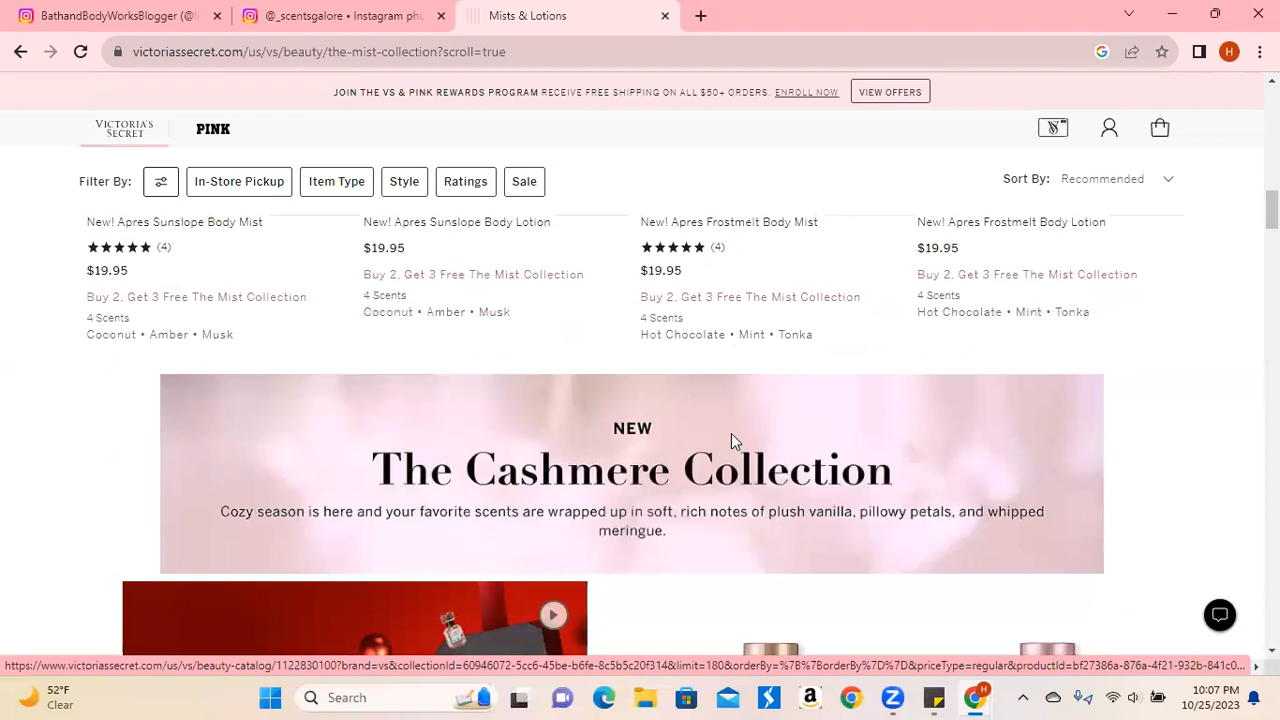 BathandBodyWorksBlogger (@l
@_scentsgalore • Instagram pho
Mists & Lotions
victoriassecret.com/us/vs/beauty/the-mist-collection?scroll=true
H
JOIN THE VS & PINK REWARDS PROGRAM RECEIVE FREE SHIPPING ON ALL $50+ ORDERS. ENROLL NOW VIEW OFFERS
VICTORIA'S
SECRET
PINK
Filter By: In-Store Pickup Item Type Style Ratings Sale Sort By: Recommended
New! Apres Sunslope Body Mist
(4)
$19.95
Buy 2, Get 3 Free The Mist Collection
4 Scents
Coconut • Amber • Musk
New! Apres Sunslope Body Lotion
$19.95
Buy 2, Get 3 Free The Mist Collection
4 Scents
Coconut • Amber • Musk
New! Apres Frostmelt Body Mist
(4)
$19.95
Buy 2, Get 3 Free The Mist Collection
4 Scents
Hot Chocolate • Mint • Tonka
New! Apres Frostmelt Body Lotion
$19.95
Buy 2, Get 3 Free The Mist Collection
4 Scents
Hot Chocolate • Mint • Tonka
NEW
The Cashmere Collection
Cozy season is here and your favorite scents are wrapped up in soft, rich notes of plush vanilla, pillowy petals, and whipped
meringue.
https://www.victoriassecret.com/us/vs/beauty-catalog/1122830100?brand=vs&collectionId=60946072-5cc6-45be-b6fe-8c5b5c20f314&limit=180&orderBy=%7B%7BorderBy%7D%7D&priceType=regular&productId=bf27386a-876a-4f21-932b-841c0...
52°F
Clear
Search
10:07 PM
10/25/2023